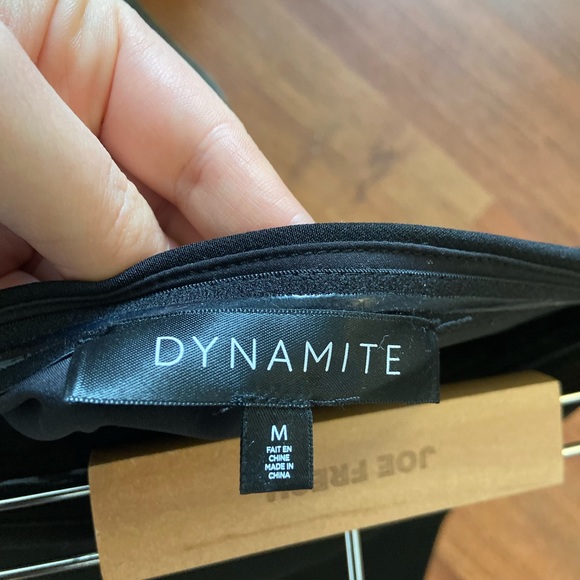 DYNAMITE
M
FAIT EN
CHINE
MADE IN
CHINA
JOE FRESH